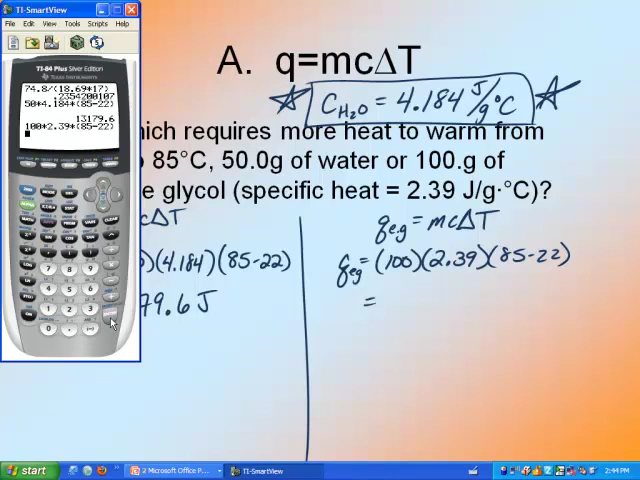 TI-SmartView
File Edit View Tools Scripts Help
TI-84 Plus Silver Edition
TEXAS INSTRUMENTS
74.8/(18.69*17)
.2354200107
50*4.184*(85-22)
13179.6
100*2.39*(85-22)
A. q=mc∆T
C H₂O = 4.184 J/g°C
hich requires more heat to warm from
85°C, 50.0g of water or 100.g of
e glycol (specific heat = 2.39 J/g·°C)?
c∆T
q eg = mc∆T
)(4.184)(85-22)
q eg = (100)(2.39)(85-22)
79.6 J
=
start
2 Microsoft Office P...
TI-SmartView
2:44 PM